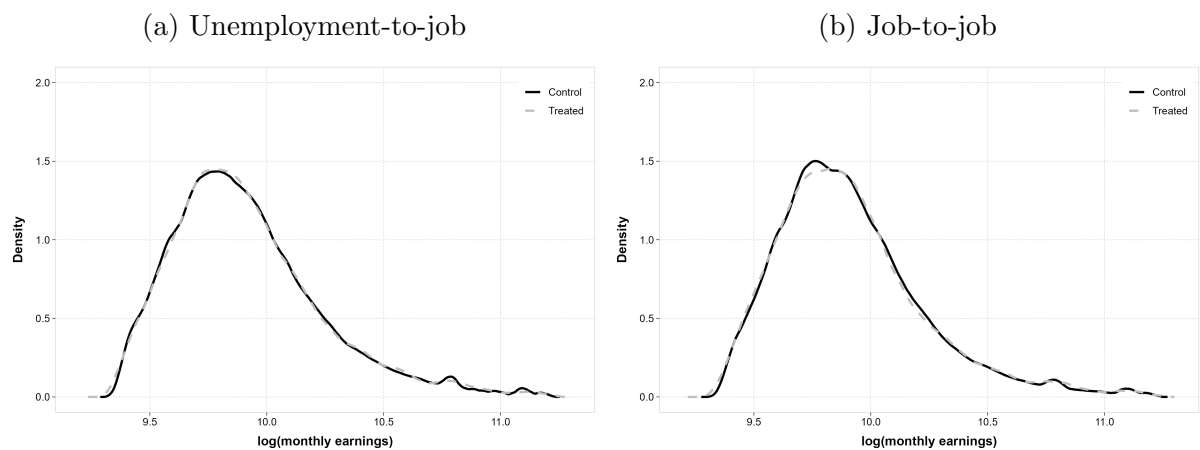 (a) Unemployment-to-job
2.0
1.5
1.0
0.5
0.0
Density
9.5
10.0
10.5
11.0
log(monthly earnings)
Control
Treated
(b) Job-to-job
2.0
1.5
1.0
0.5
0.0
Density
9.5
10.0
10.5
11.0
log(monthly earnings)
Control
Treated